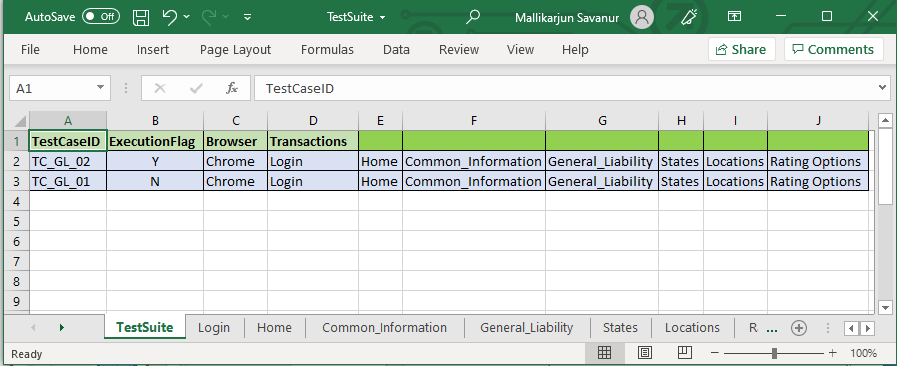 AutoSave Off TestSuite Mallikarjun Savanur
File Home Insert Page Layout Formulas Data Review View Help Share Comments
A1 fx TestCaseID
A B C D E F G H I J
1 TestCaseID ExecutionFlag Browser Transactions
2 TC_GL_02 Y Chrome Login Home Common_Information General_Liability States Locations Rating Options
3 TC_GL_01 N Chrome Login Home Common_Information General_Liability States Locations Rating Options
4
5
6
7
8
9
TestSuite Login Home Common_Information General_Liability States Locations R ...
Ready 100%